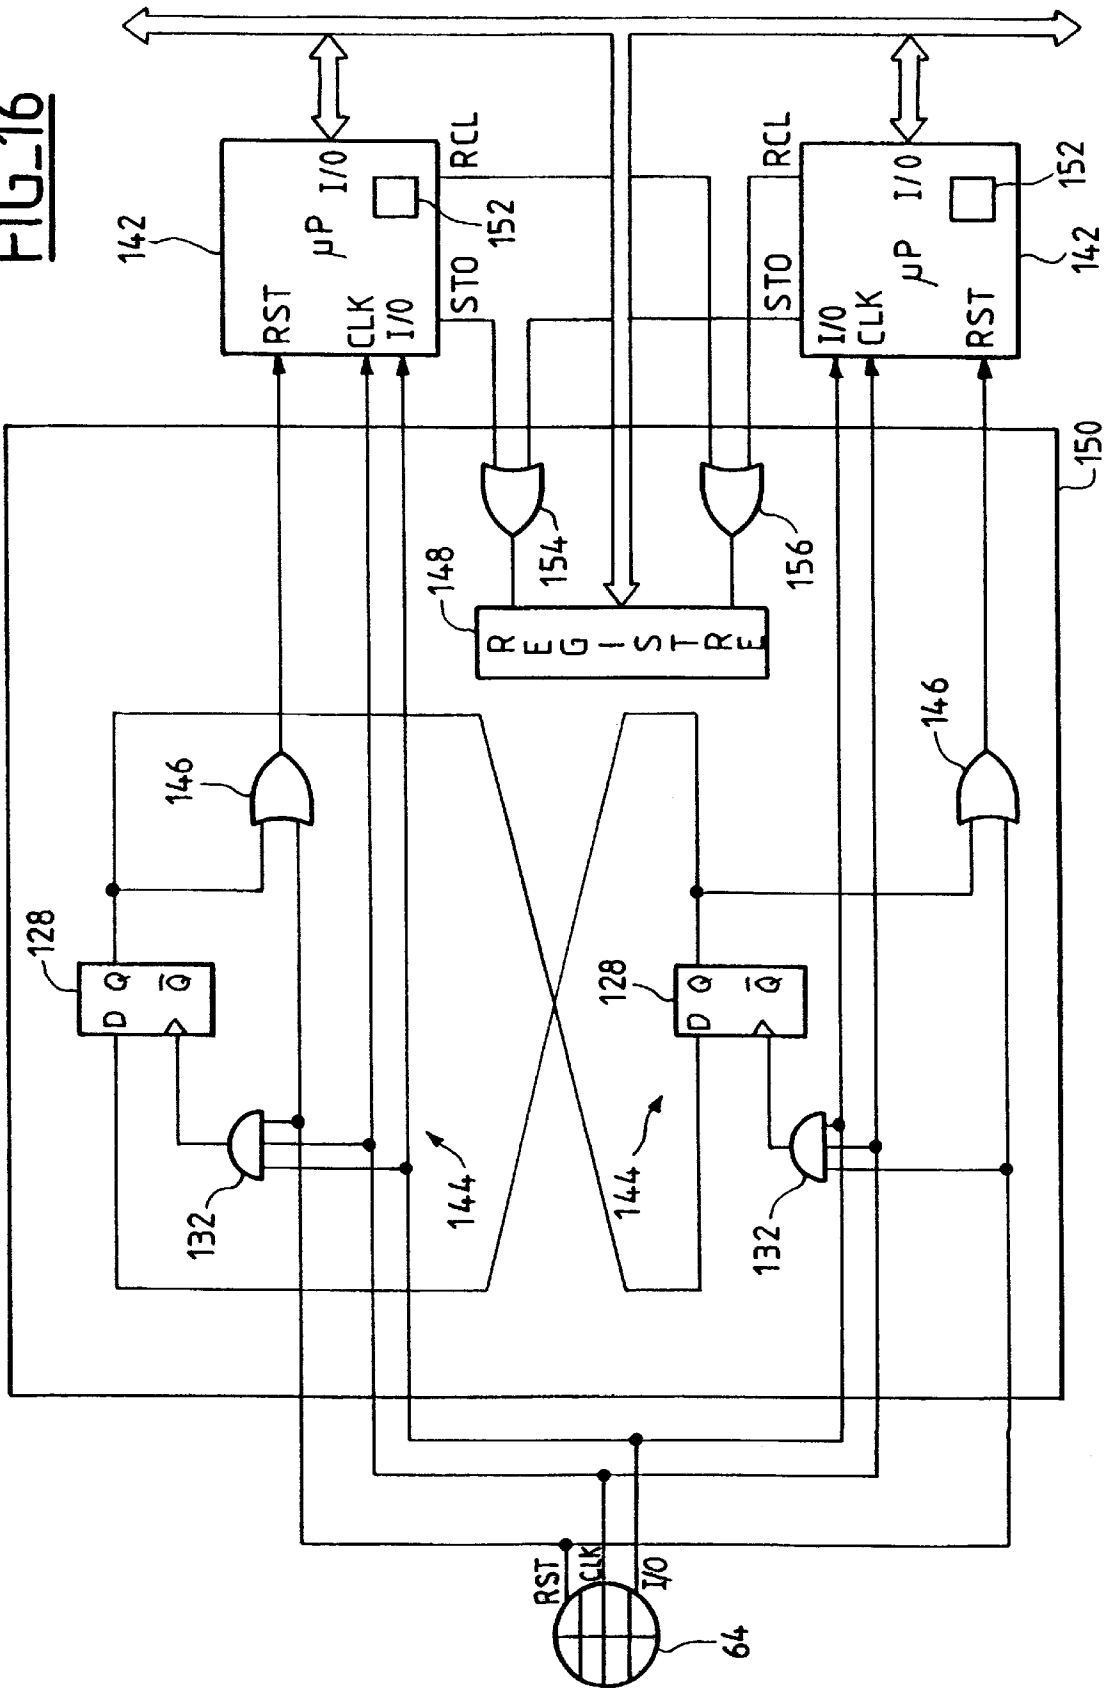 FIG_16
142
RST
CLK
I/O
µP
I/O
152
STO
RCL
128
D Q
Q̅
146
132
144
148
REGISTRE
154
156
STO
RCL
I/O
CLK
RST
µP
I/O
152
142
150
128
D Q
Q̅
144
132
146
RST
CLK
I/O
64